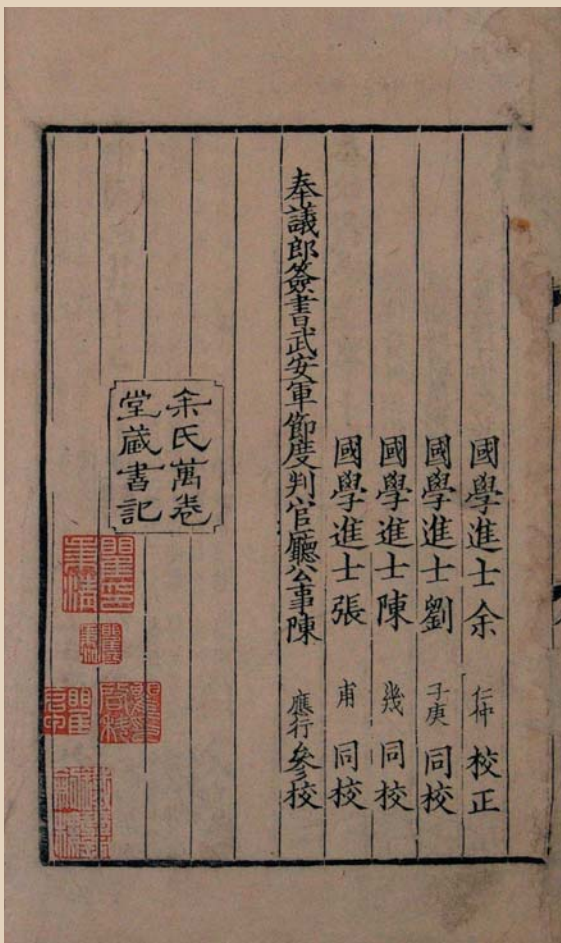 國學進士余仁仲校正
國學進士劉子庚同校
國學進士陳幾同校
國學進士張甫同校
奉議郎簽書武安軍節度判官廳公事陳應行參校
余氏萬卷
堂藏書記